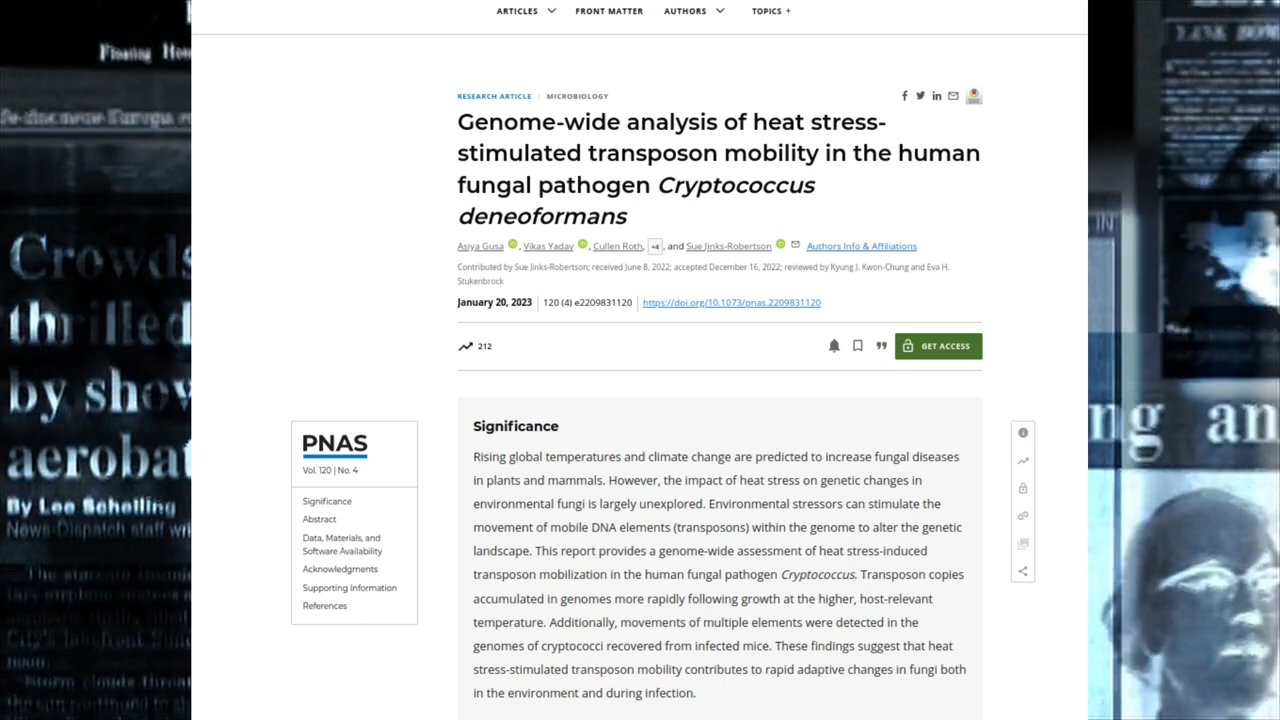 ARTICLES FRONT MATTER AUTHORS TOPICS +
RESEARCH ARTICLE | MICROBIOLOGY
Genome-wide analysis of heat stress-
stimulated transposon mobility in the human
fungal pathogen Cryptococcus
deneoformans
Asiya Gusa, Vikas Yadav, Cullen Roth, +4, and Sue Jinks-Robertson Authors Info & Affiliations
Contributed by Sue Jinks-Robertson; received June 8, 2022; accepted December 16, 2022; reviewed by Kyung J. Kwon-Chung and Eva H.
Stukenbrock
January 20, 2023 | 120 (4) e2209831120 | https://doi.org/10.1073/pnas.2209831120
212
GET ACCESS
PNAS
Vol. 120 | No. 4
Significance
Abstract
Data, Materials, and
Software Availability
Acknowledgments
Supporting Information
References
Significance
Rising global temperatures and climate change are predicted to increase fungal diseases
in plants and mammals. However, the impact of heat stress on genetic changes in
environmental fungi is largely unexplored. Environmental stressors can stimulate the
movement of mobile DNA elements (transposons) within the genome to alter the genetic
landscape. This report provides a genome-wide assessment of heat stress-induced
transposon mobilization in the human fungal pathogen Cryptococcus. Transposon copies
accumulated in genomes more rapidly following growth at the higher, host-relevant
temperature. Additionally, movements of multiple elements were detected in the
genomes of cryptococci recovered from infected mice. These findings suggest that heat
stress-stimulated transposon mobility contributes to rapid adaptive changes in fungi both
in the environment and during infection.
Crowds
thrilled
by show
aerobat
By Lee Schelling
News-Dispatch staff wri
ng an